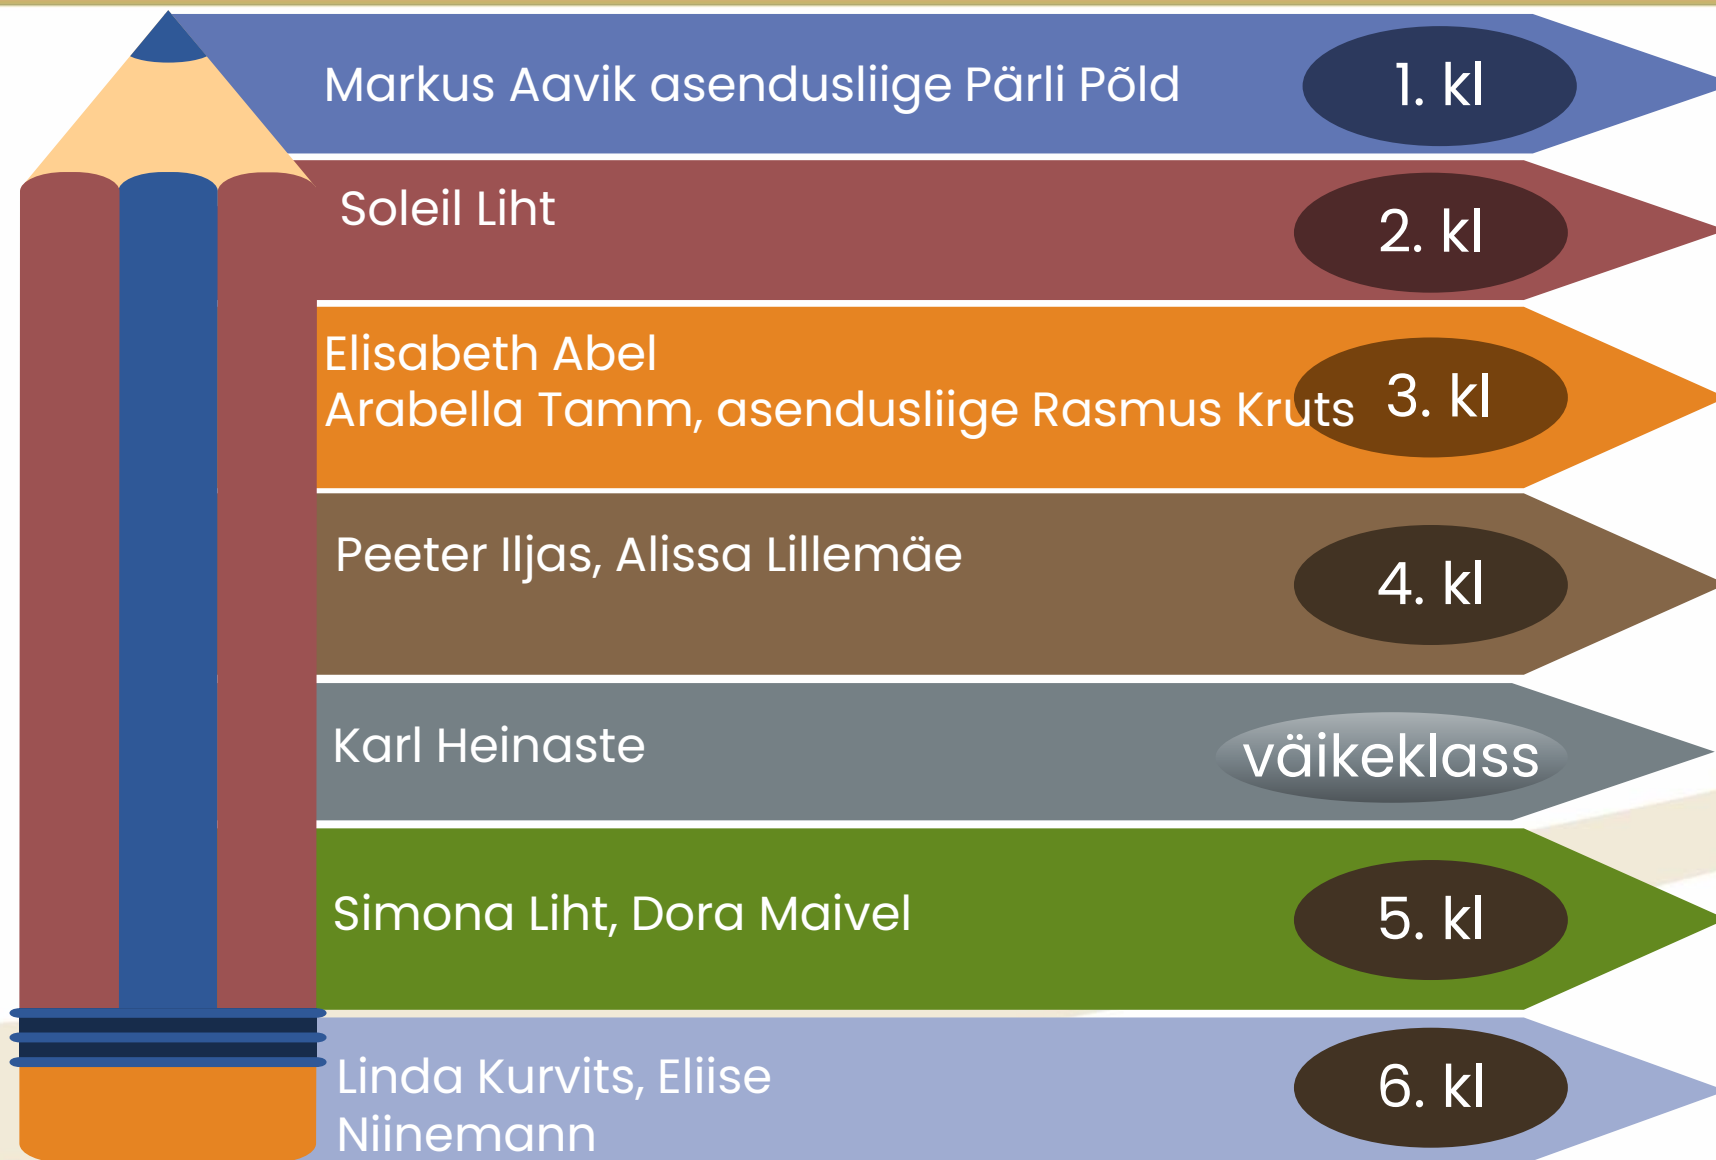 Markus Aavik asendusliige Pärli Põld
1. kl
Soleil Liht
2. kl
Elisabeth Abel
Arabella Tamm, asendusliige Rasmus Kruts
3. kl
Peeter Iljas, Alissa Lillemäe
4. kl
Karl Heinaste
väikeklass
Simona Liht, Dora Maivel
5. kl
Linda Kurvits, Eliise
Niinemann
6. kl